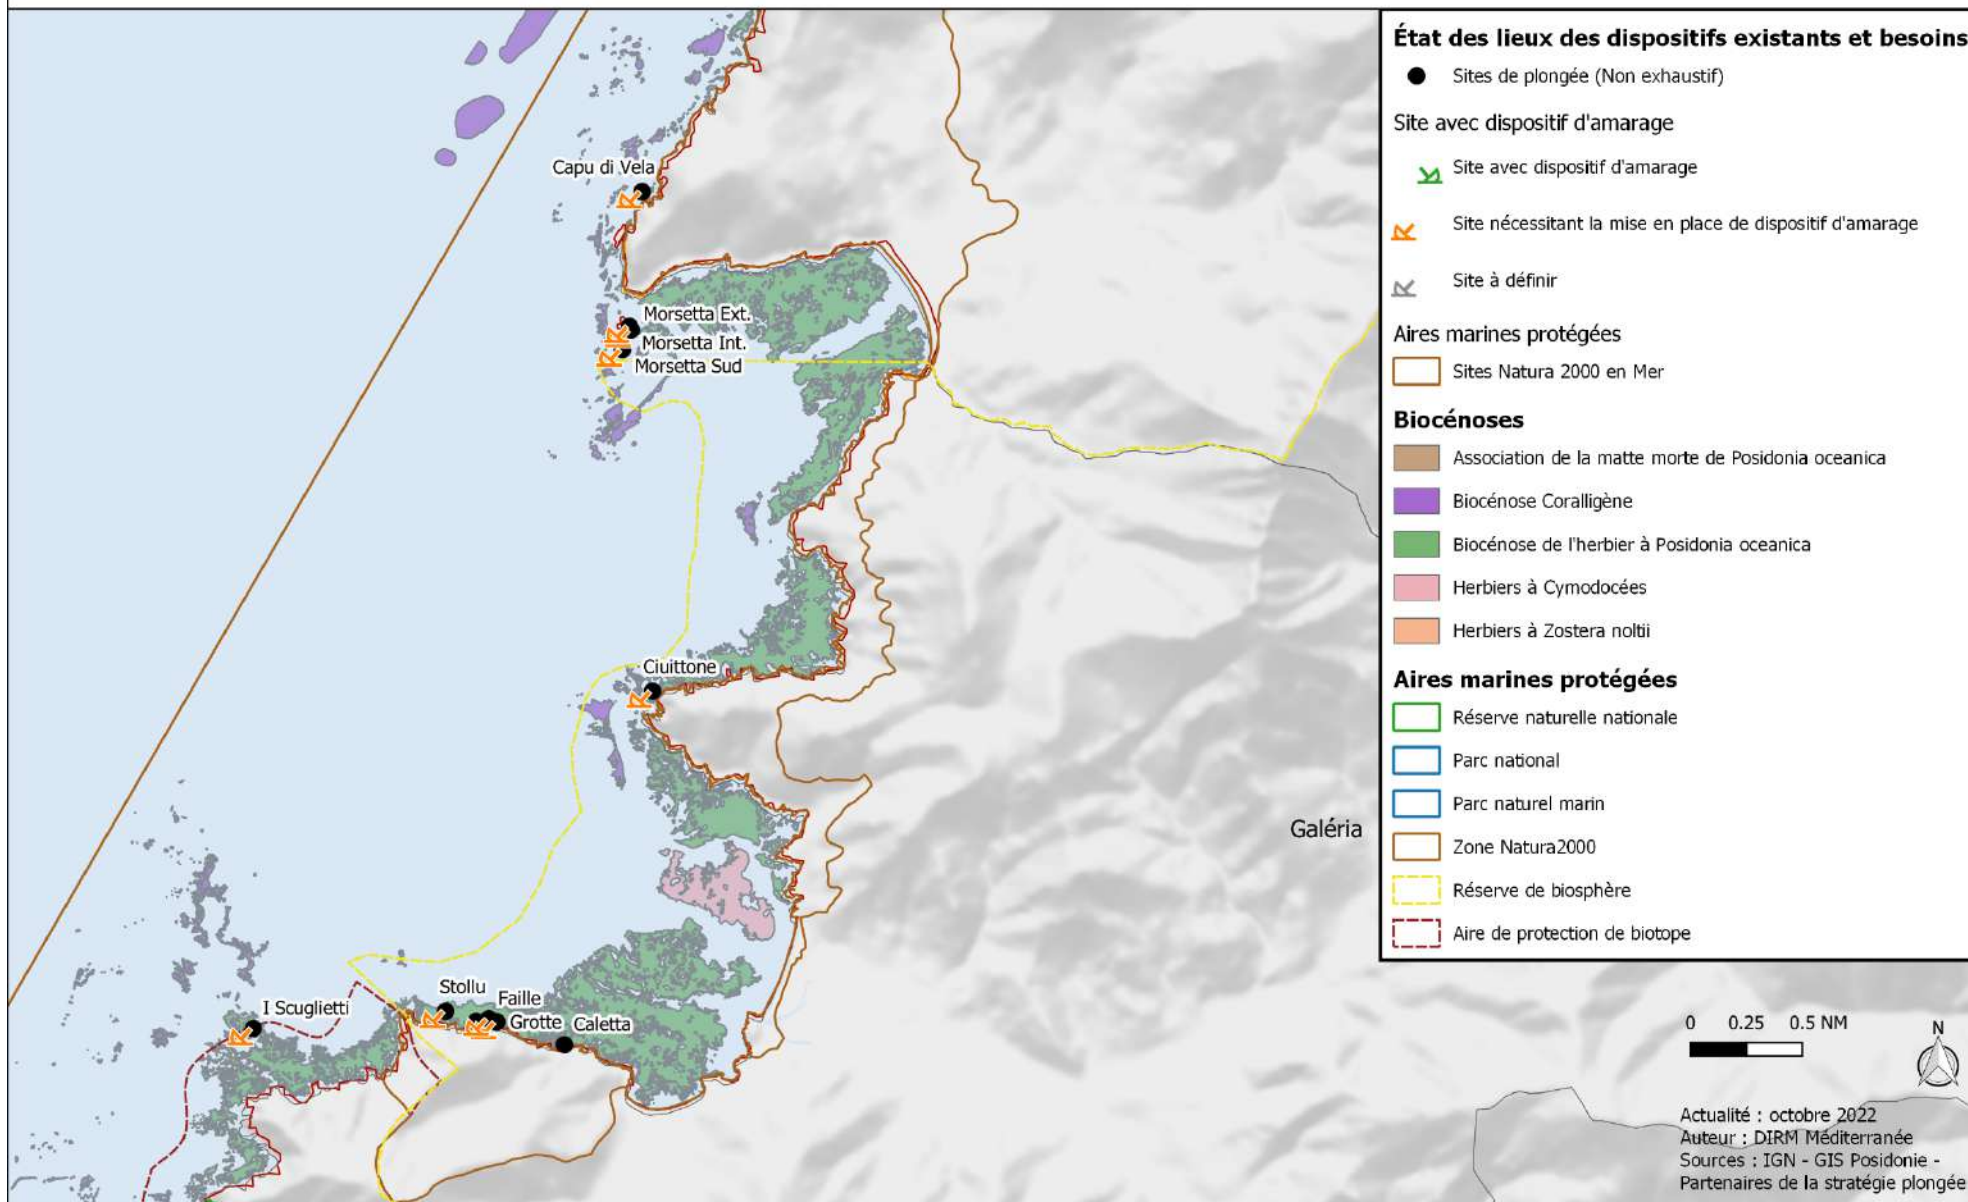 Capu di Vela
Morsetta Ext.
Morsetta Int.
Morsetta Sud
Ciuittone
Galéria
I Scuglietti
Stollu
Faille
Grotte
Caletta
État des lieux des dispositifs existants et besoins
Sites de plongée (Non exhaustif)
Site avec dispositif d'amarage
Site avec dispositif d'amarage
Site nécessitant la mise en place de dispositif d'amarage
Site à définir
Aires marines protégées
Sites Natura 2000 en Mer
Biocénoses
Association de la matte morte de Posidonia oceanica
Biocénose Coralligène
Biocénose de l'herbier à Posidonia oceanica
Herbiers à Cymodocées
Herbiers à Zostera noltii
Aires marines protégées
Réserve naturelle nationale
Parc national
Parc naturel marin
Zone Natura2000
Réserve de biosphère
Aire de protection de biotope
0 0.25 0.5 NM
N
Actualité : octobre 2022
Auteur : DIRM Méditerranée
Sources : IGN - GIS Posidonie -
Partenaires de la stratégie plongée